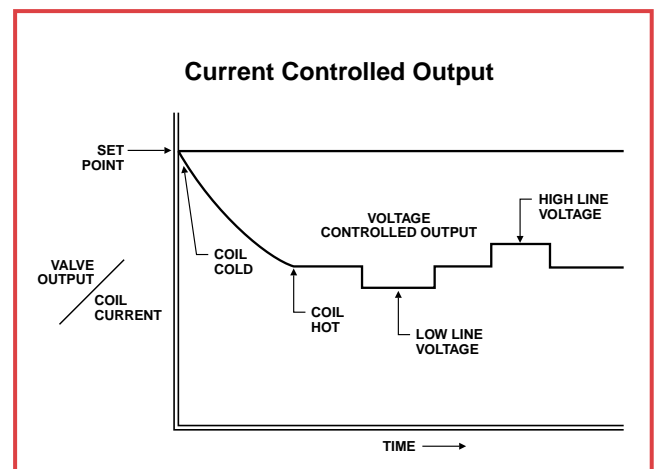 Current Controlled Output
SET
POINT
HIGH LINE
VOLTAGE
VOLTAGE
CONTROLLED OUTPUT
COIL
COLD
VALVE
OUTPUT
COIL
CURRENT
COIL
HOT
LOW LINE
VOLTAGE
TIME